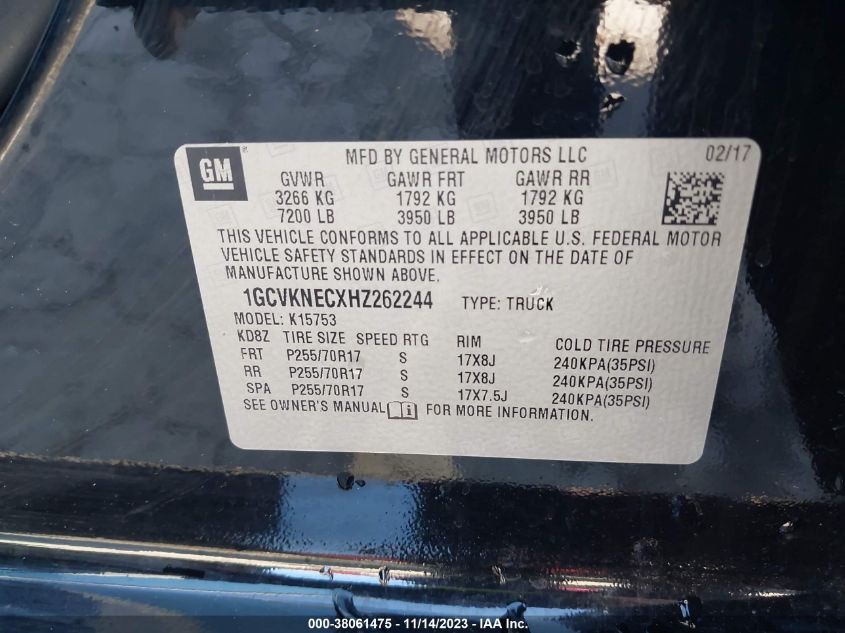 GM
MFD BY GENERAL MOTORS LLC 02/17
GVWR GAWR FRT GAWR RR
3266 KG 1792 KG 1792 KG
7200 LB 3950 LB 3950 LB
THIS VEHICLE CONFORMS TO ALL APPLICABLE U.S. FEDERAL MOTOR
VEHICLE SAFETY STANDARDS IN EFFECT ON THE DATE OF
MANUFACTURE SHOWN ABOVE.
1GCVKNECXHZ262244 TYPE: TRUCK
MODEL: K15753
KD8Z TIRE SIZE SPEED RTG RIM COLD TIRE PRESSURE
FRT P255/70R17 S 17X8J 240KPA(35PSI)
RR P255/70R17 S 17X8J 240KPA(35PSI)
SPA P255/70R17 S 17X7.5J 240KPA(35PSI)
SEE OWNER'S MANUAL FOR MORE INFORMATION.
000-38061475 - 11/14/2023 - IAA Inc.